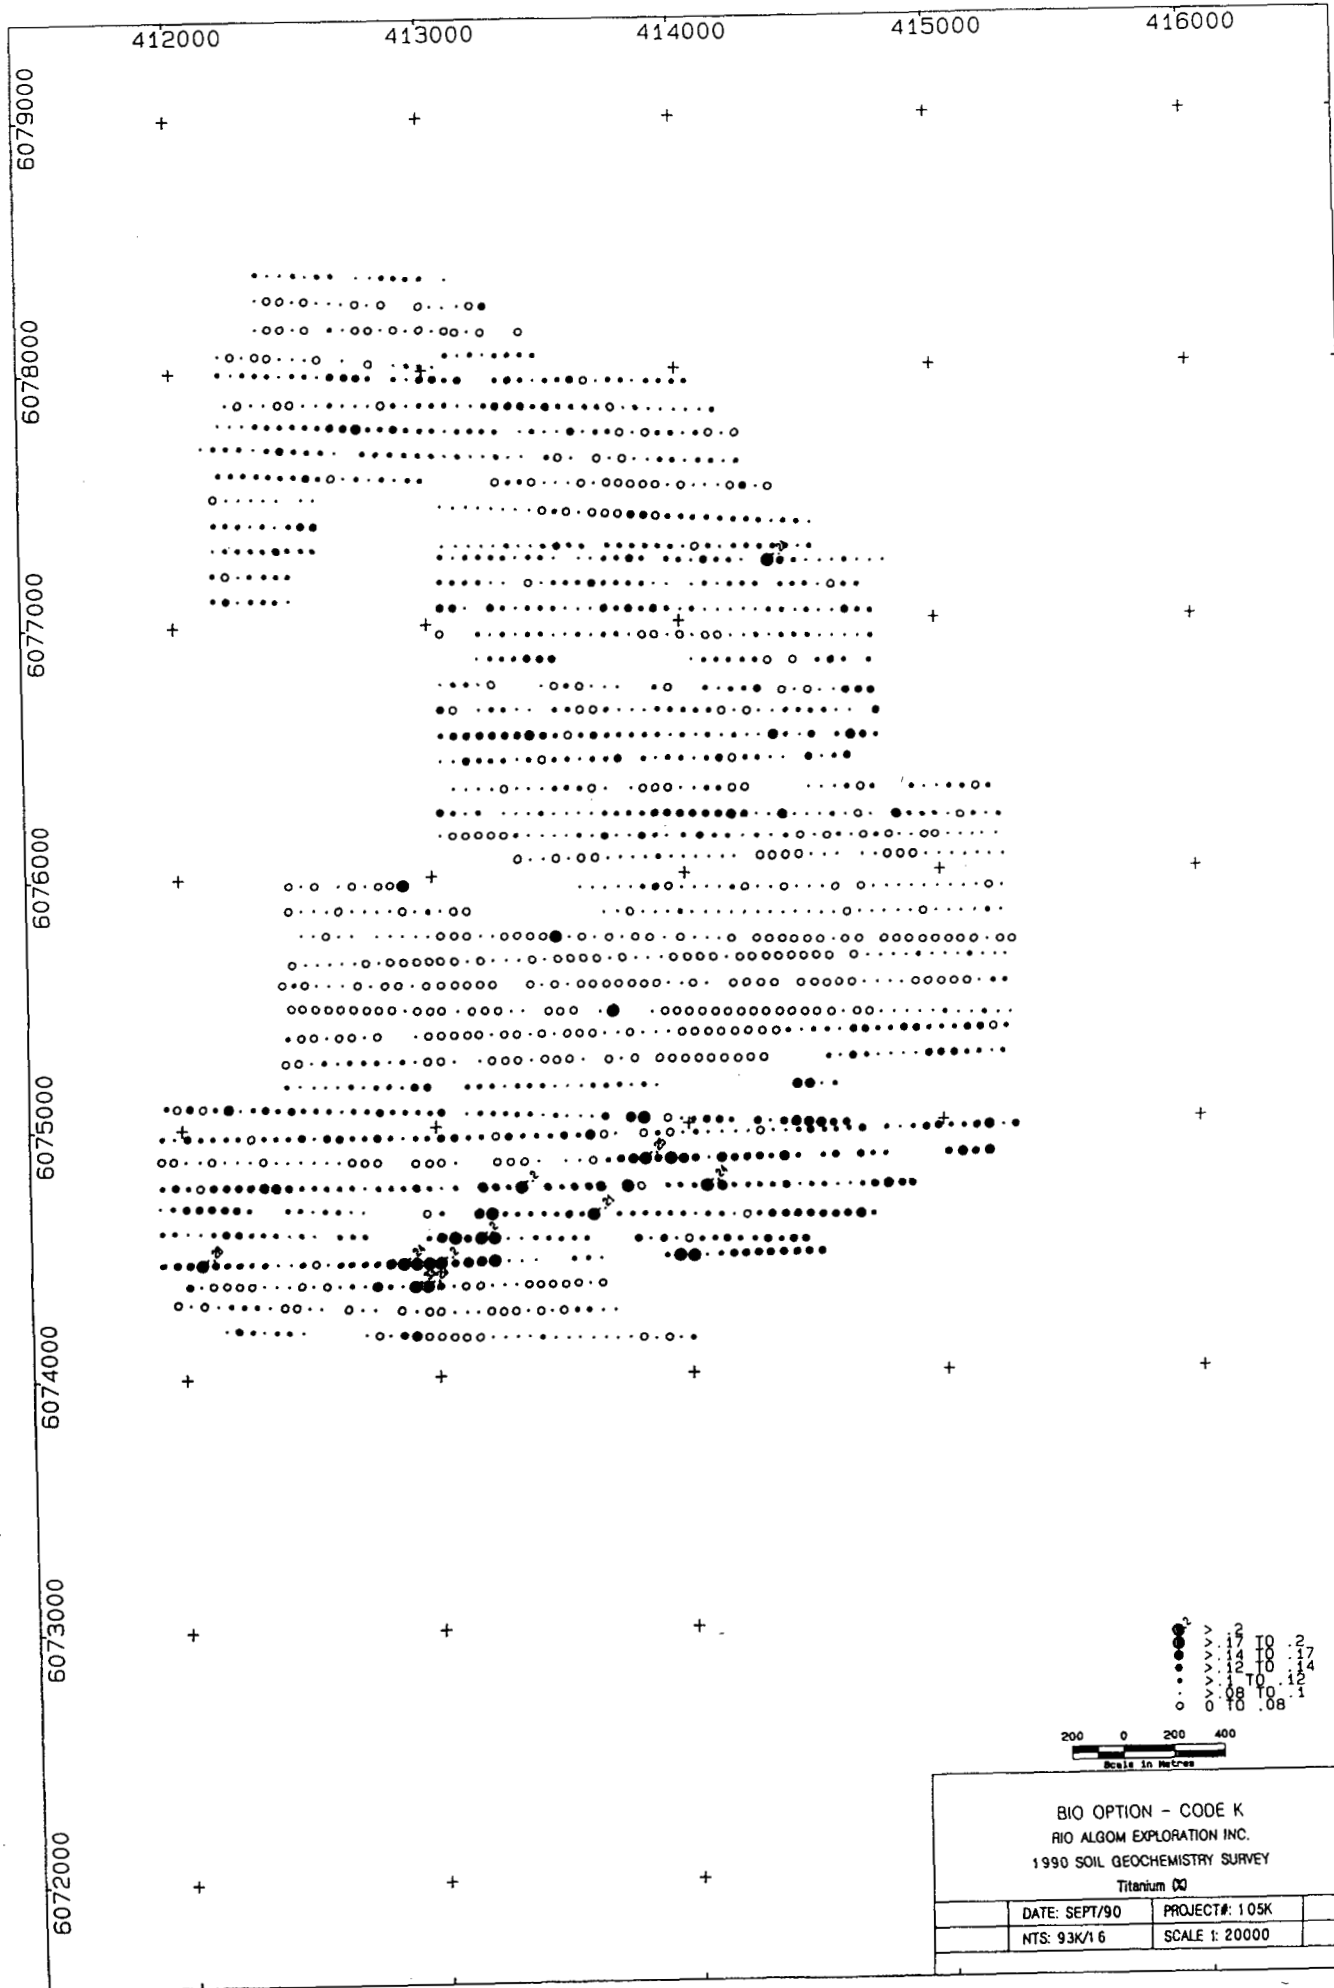 412000 413000 414000 415000 416000
6079000
6078000
6077000
6076000
6075000
6074000
6073000
6072000
.2
> .2
>.17 TO .2
>.14 TO .17
>.12 TO .14
>.1 TO .12
>.08 TO .1
0 TO .08
200 0 200 400
Scale in Metres
BIO OPTION - CODE K
RIO ALGOM EXPLORATION INC.
1990 SOIL GEOCHEMISTRY SURVEY
Titanium (%)
DATE: SEPT/90 PROJECT#: 105K
NTS: 93K/16 SCALE 1: 20000